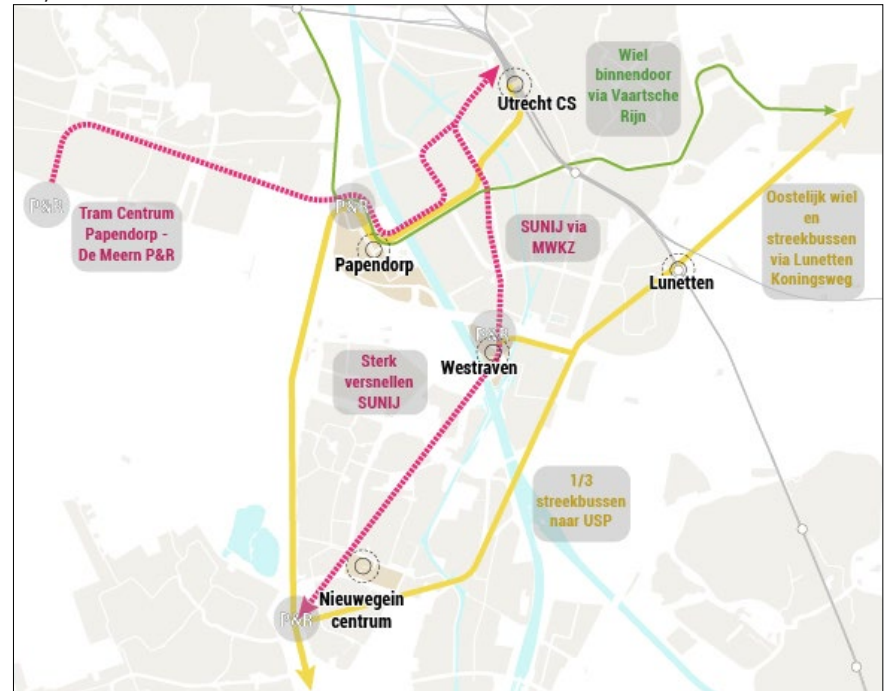 Wiel
binnendoor
via Vaartsche
Rijn
Utrecht CS
P&R
Tram Centrum
Papendorp -
De Meern P&R
P&R
Papendorp
SUNIJ via
MWKZ
Oostelijk wiel
en
streekbussen
via Lunetten
Koningsweg
Lunetten
P&R
Westraven
Sterk
versnellen
SUNIJ
1/3
streekbussen
naar USP
Nieuwegein
centrum
P&R